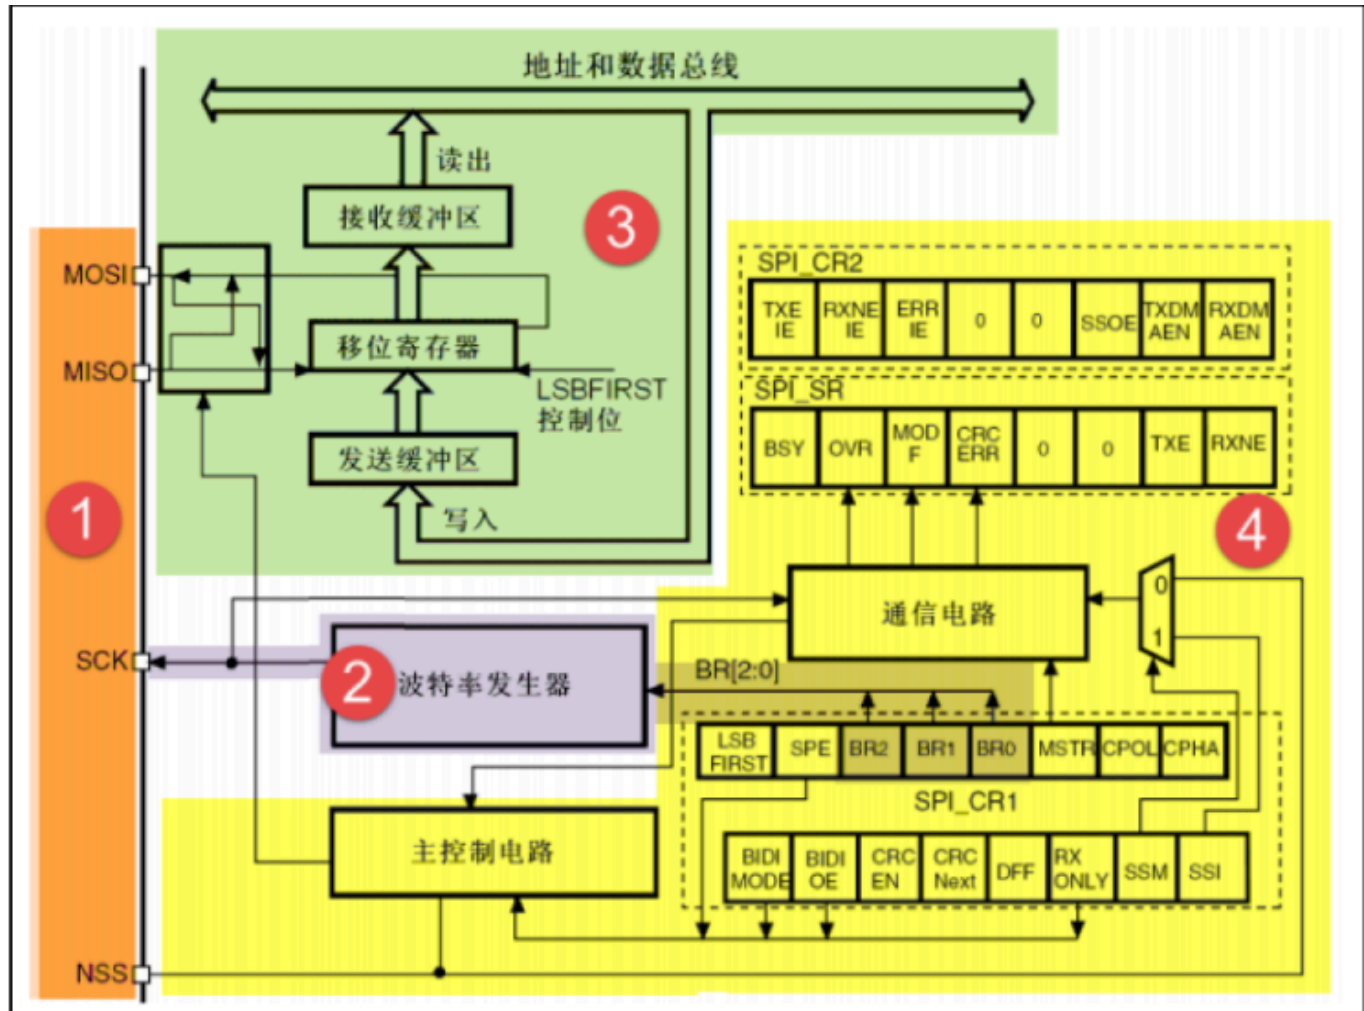 地址和数据总线
读出
接收缓冲区
3
MOSI
移位寄存器
MISO
LSBFIRST
控制位
发送缓冲区
写入
1
SPI_CR2
TXE
IE
RXNE
IE
ERR
IE
0
0
SSOE
TXDM
AEN
RXDM
AEN
SPI_SR
BSY
OVR
MOD
F
CRC
ERR
0
0
TXE
RXNE
4
通信电路
0
1
SCK
2
波特率发生器
BR[2:0]
LSB
FIRST
SPE
BR2
BR1
BR0
MSTR
CPOL
CPHA
SPI_CR1
主控制电路
BIDI
MODE
BIDI
OE
CRC
EN
CRC
Next
DFF
RX
ONLY
SSM
SSI
NSS